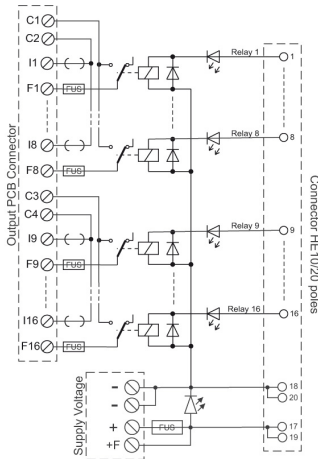 C1
C2
I1
F1
FUS
Relay 1
1
I8
F8
FUS
Relay 8
8
C3
C4
I9
F9
FUS
Relay 9
9
I16
F16
FUS
Relay 16
16
Output PCB Connector
Connector HE10/20 poles
Supply Voltage
-
-
+
+F
FUS
18
20
17
19